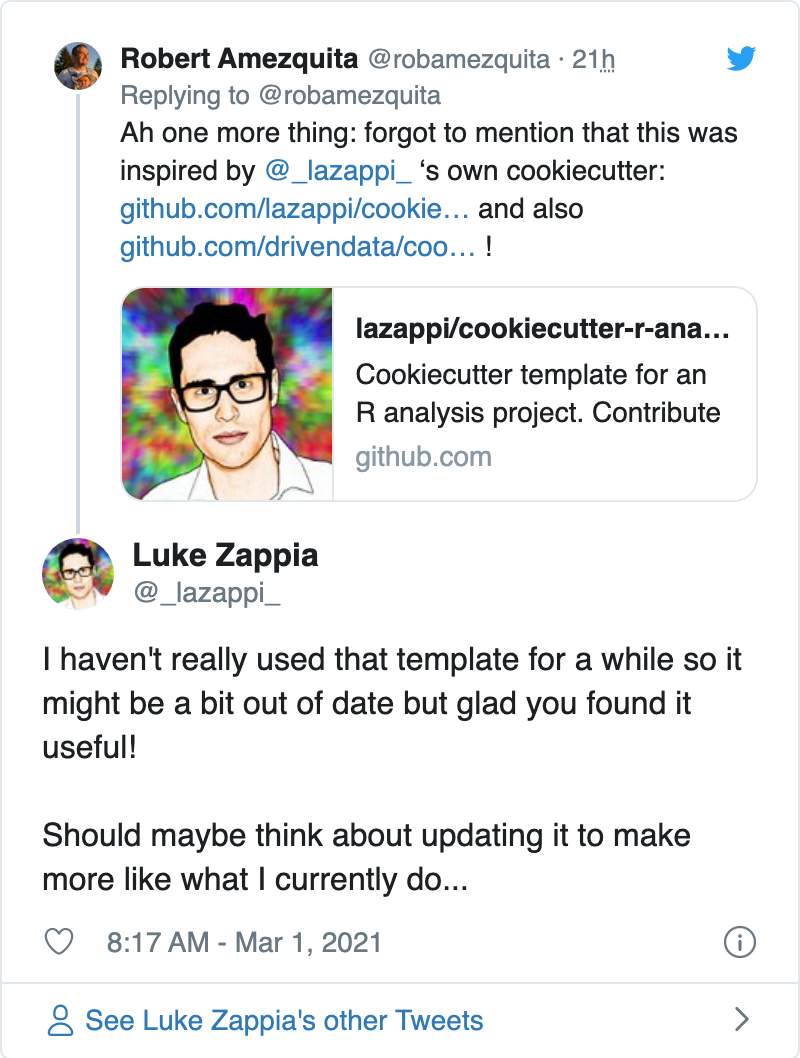 Robert Amezquita @robamezquita · 21h
Replying to @robamezquita
Ah one more thing: forgot to mention that this was
inspired by @_lazappi_ ‘s own cookiecutter:
github.com/lazappi/cookie… and also
github.com/drivendata/coo… !
lazappi/cookiecutter-r-ana…
Cookiecutter template for an
R analysis project. Contribute
github.com
Luke Zappia
@_lazappi_
I haven't really used that template for a while so it
might be a bit out of date but glad you found it
useful!
Should maybe think about updating it to make
more like what I currently do...
8:17 AM - Mar 1, 2021
See Luke Zappia's other Tweets